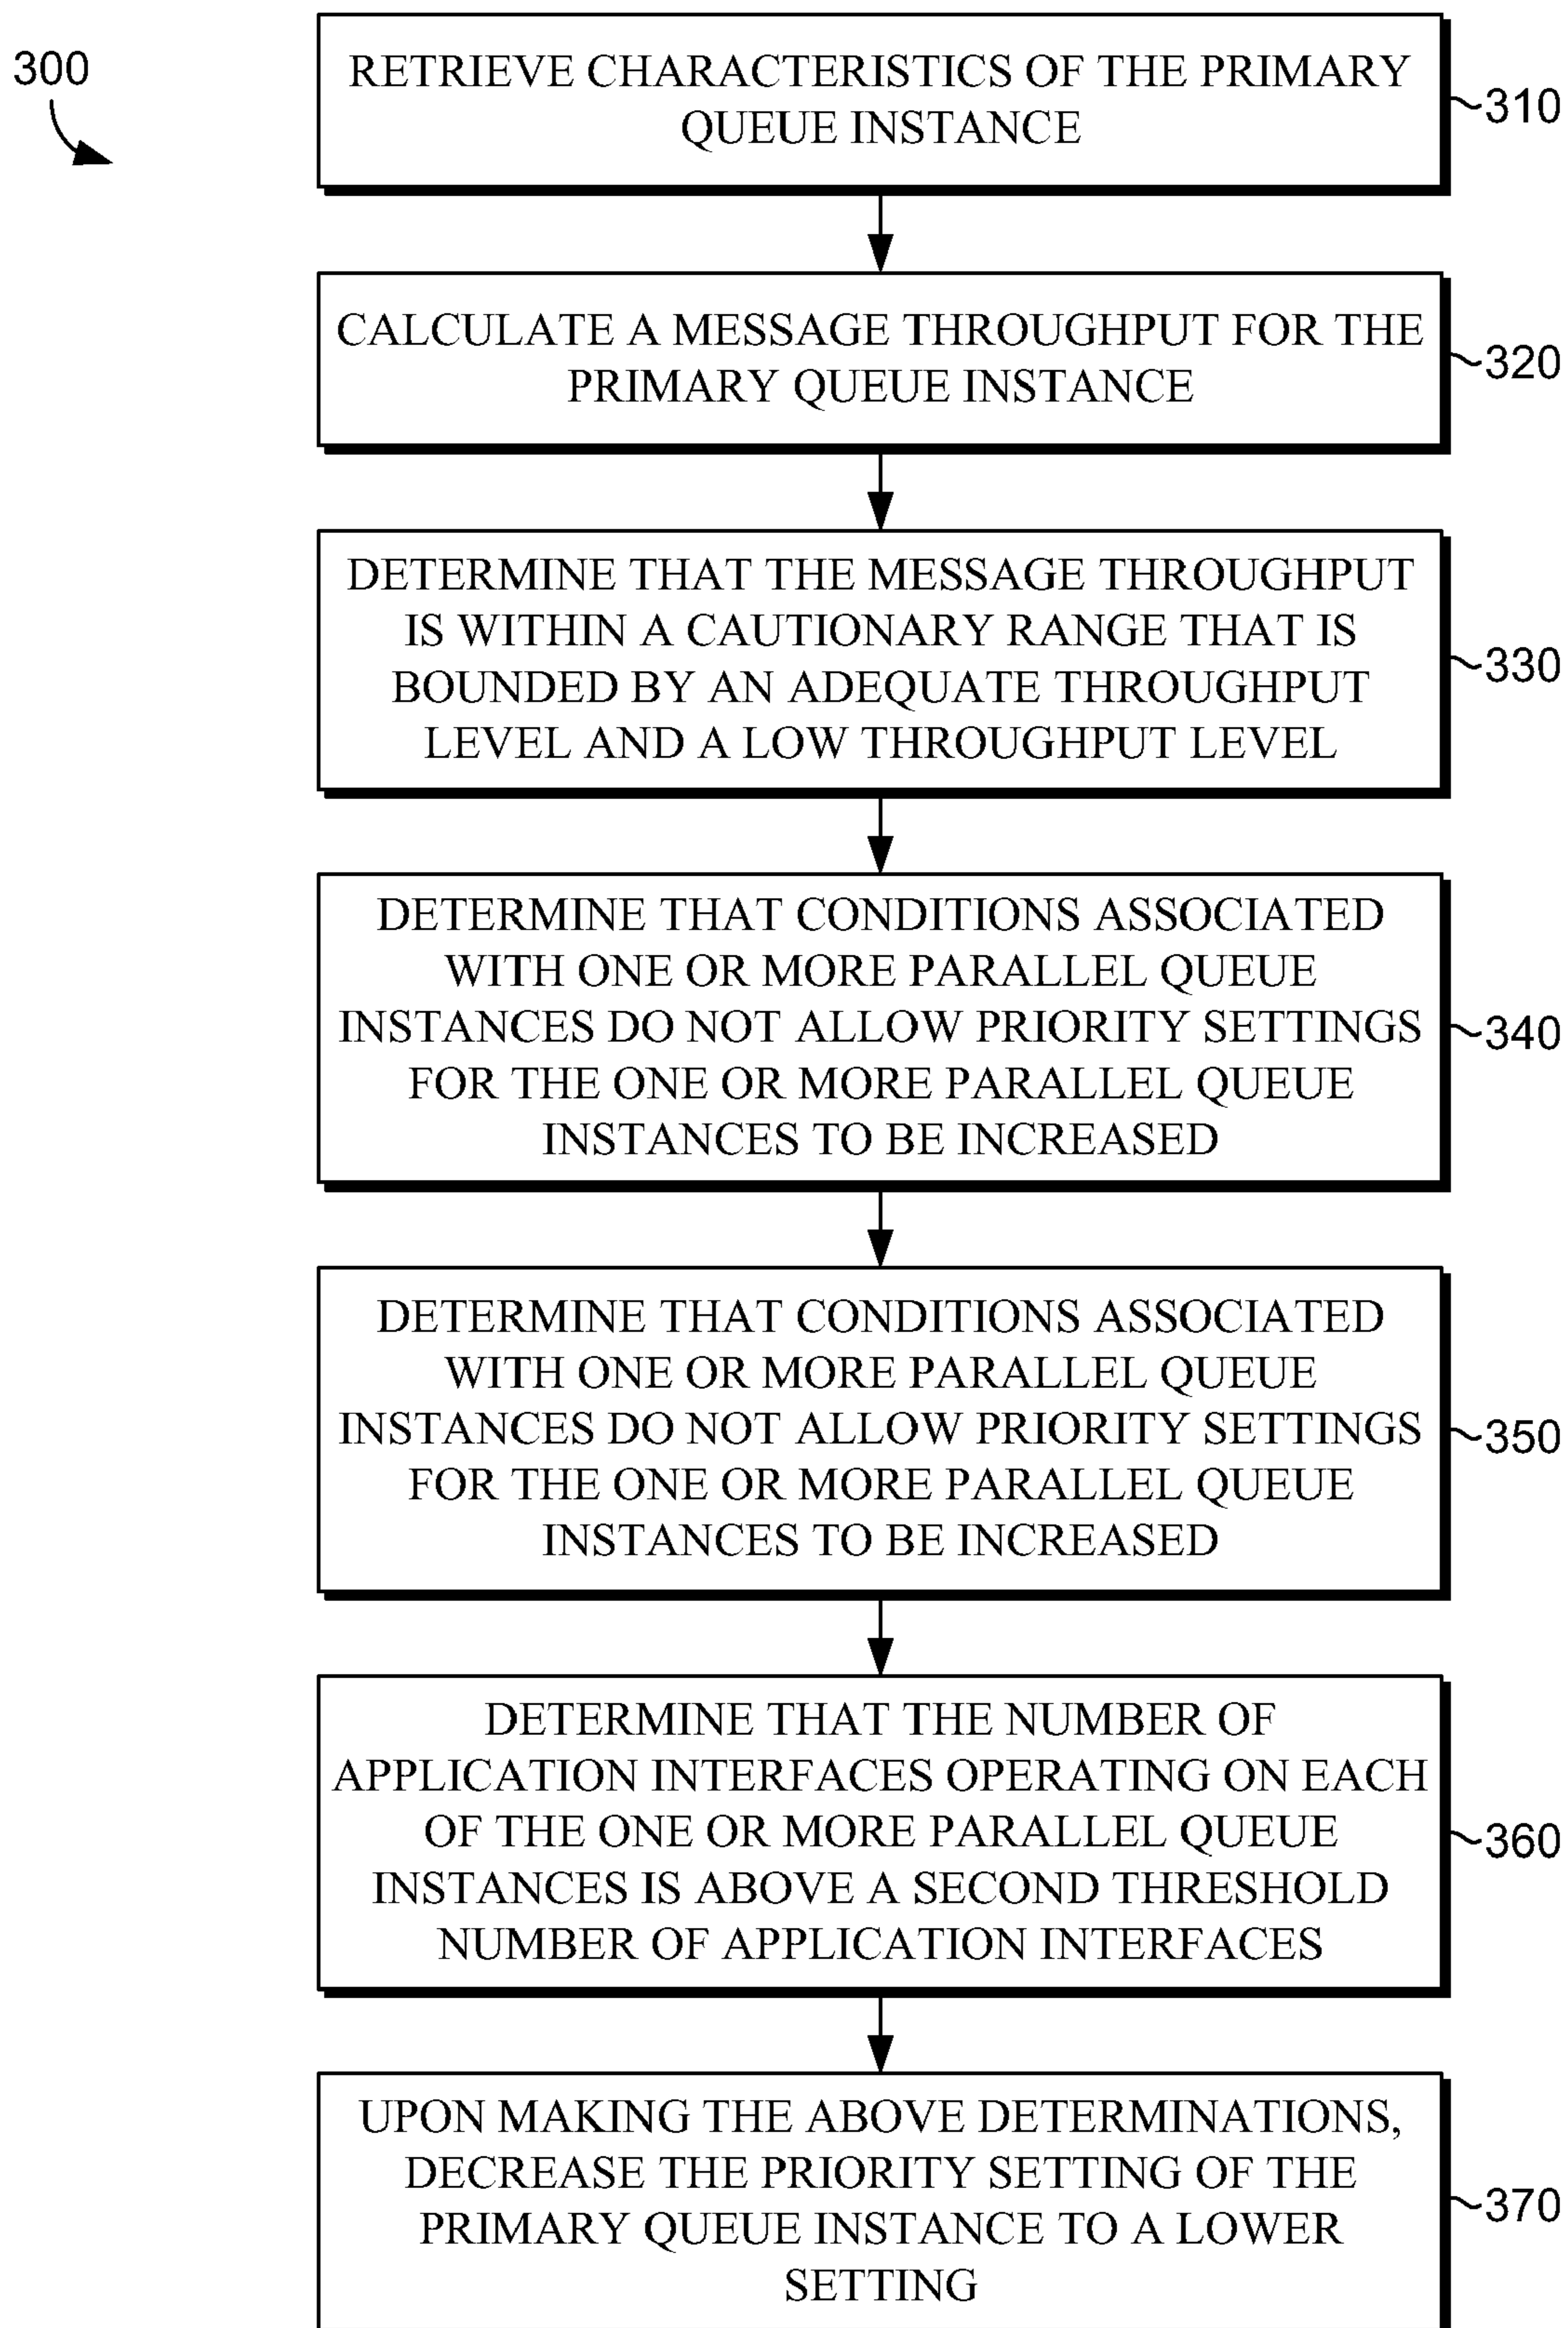 300
RETRIEVE CHARACTERISTICS OF THE PRIMARY
QUEUE INSTANCE
310
CALCULATE A MESSAGE THROUGHPUT FOR THE
PRIMARY QUEUE INSTANCE
320
DETERMINE THAT THE MESSAGE THROUGHPUT
IS WITHIN A CAUTIONARY RANGE THAT IS
BOUNDED BY AN ADEQUATE THROUGHPUT
LEVEL AND A LOW THROUGHPUT LEVEL
330
DETERMINE THAT CONDITIONS ASSOCIATED
WITH ONE OR MORE PARALLEL QUEUE
INSTANCES DO NOT ALLOW PRIORITY SETTINGS
FOR THE ONE OR MORE PARALLEL QUEUE
INSTANCES TO BE INCREASED
340
DETERMINE THAT CONDITIONS ASSOCIATED
WITH ONE OR MORE PARALLEL QUEUE
INSTANCES DO NOT ALLOW PRIORITY SETTINGS
FOR THE ONE OR MORE PARALLEL QUEUE
INSTANCES TO BE INCREASED
350
DETERMINE THAT THE NUMBER OF
APPLICATION INTERFACES OPERATING ON EACH
OF THE ONE OR MORE PARALLEL QUEUE
INSTANCES IS ABOVE A SECOND THRESHOLD
NUMBER OF APPLICATION INTERFACES
360
UPON MAKING THE ABOVE DETERMINATIONS,
DECREASE THE PRIORITY SETTING OF THE
PRIMARY QUEUE INSTANCE TO A LOWER
SETTING
370